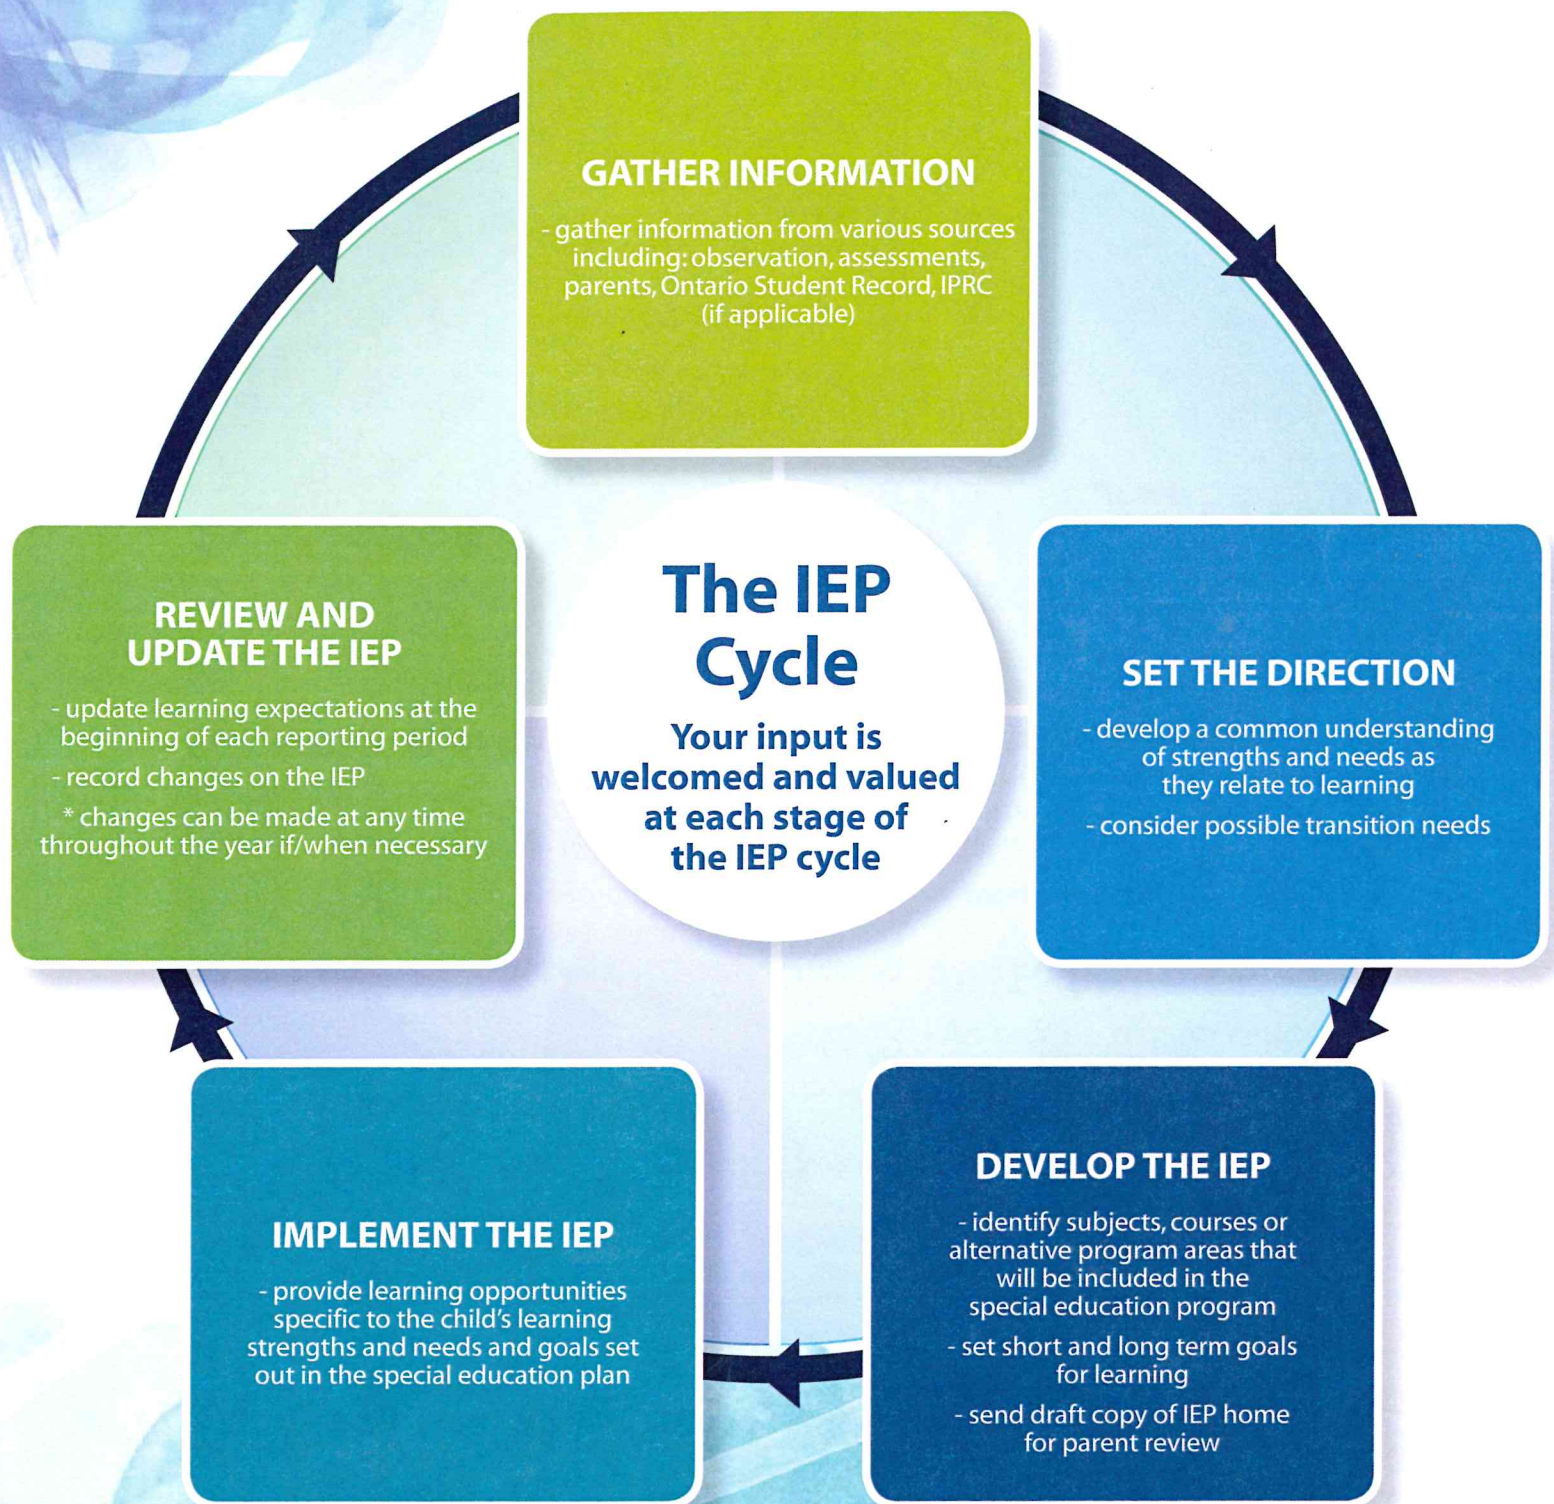 GATHER INFORMATION
- gather information from various sources
including: observation, assessments,
parents, Ontario Student Record, IPRC
(if applicable)
The IEP
Cycle
Your input is
welcomed and valued
at each stage of
the IEP cycle
SET THE DIRECTION
- develop a common understanding
of strengths and needs as
they relate to learning
- consider possible transition needs
DEVELOP THE IEP
- identify subjects, courses or
alternative program areas that
will be included in the
special education program
- set short and long term goals
for learning
- send draft copy of IEP home
for parent review
IMPLEMENT THE IEP
- provide learning opportunities
specific to the child's learning
strengths and needs and goals set
out in the special education plan
REVIEW AND
UPDATE THE IEP
- update learning expectations at the
beginning of each reporting period
- record changes on the IEP
* changes can be made at any time
throughout the year if/when necessary